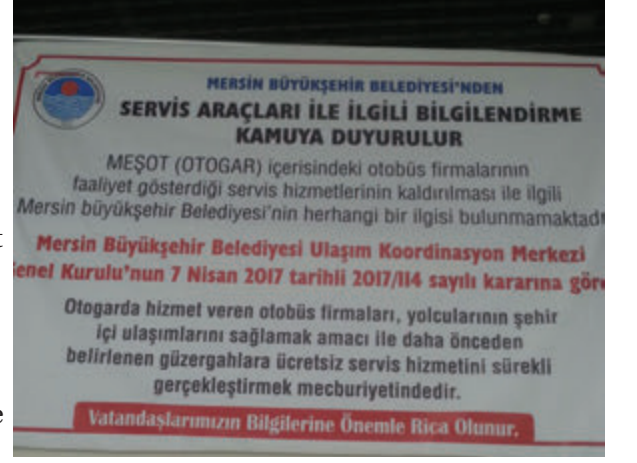 MERSİN BÜYÜKŞEHİR BELEDİYESİ'NDEN
SERVİS ARAÇLARI İLE İLGİLİ BİLGİLENDİRME
KAMUYA DUYURULUR
MEŞOT (OTOGAR) içerisindeki otobüs firmalarının
faaliyet gösterdiği servis hizmetlerinin kaldırılması ile ilgili
Mersin büyükşehir Belediyesi'nin herhangi bir ilgisi bulunmamaktadı
Mersin Büyükşehir Belediyesi Ulaşım Koordinasyon Merkezi
Genel Kurulu'nun 7 Nisan 2017 tarihli 2017/114 sayılı kararına göre
Otogarda hizmet veren otobüs firmaları, yolcularının şehir
içi ulaşımlarını sağlamak amacı ile daha önceden
belirlenen güzergahlara ücretsiz servis hizmetini sürekli
gerçekleştirmek mecburiyetindedir.
Vatandaşlarımızın Bilgilerine Önemle Rica Olunur.